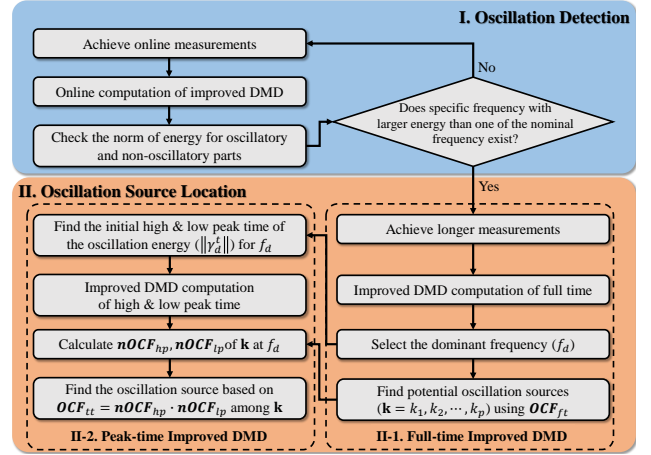 I. Oscillation Detection
Achieve online measurements
Online computation of improved DMD
Check the norm of energy for oscillatory
and non-oscillatory parts
No
Does specific frequency with
larger energy than one of the nominal
frequency exist?
Yes
II. Oscillation Source Location
Achieve longer measurements
Improved DMD computation of full time
Select the dominant frequency (f_d)
Find potential oscillation sources
(k = k_1, k_2, ⋯, k_p) using OCF_ft
II-1. Full-time Improved DMD
Find the initial high & low peak time of
the oscillation energy (‖γ_d^t‖) for f_d
Improved DMD computation
of high & low peak time
Calculate nOCF_hp, nOCF_lp of k at f_d
Find the oscillation source based on
OCF_tt = nOCF_hp · nOCF_lp among k
II-2. Peak-time Improved DMD